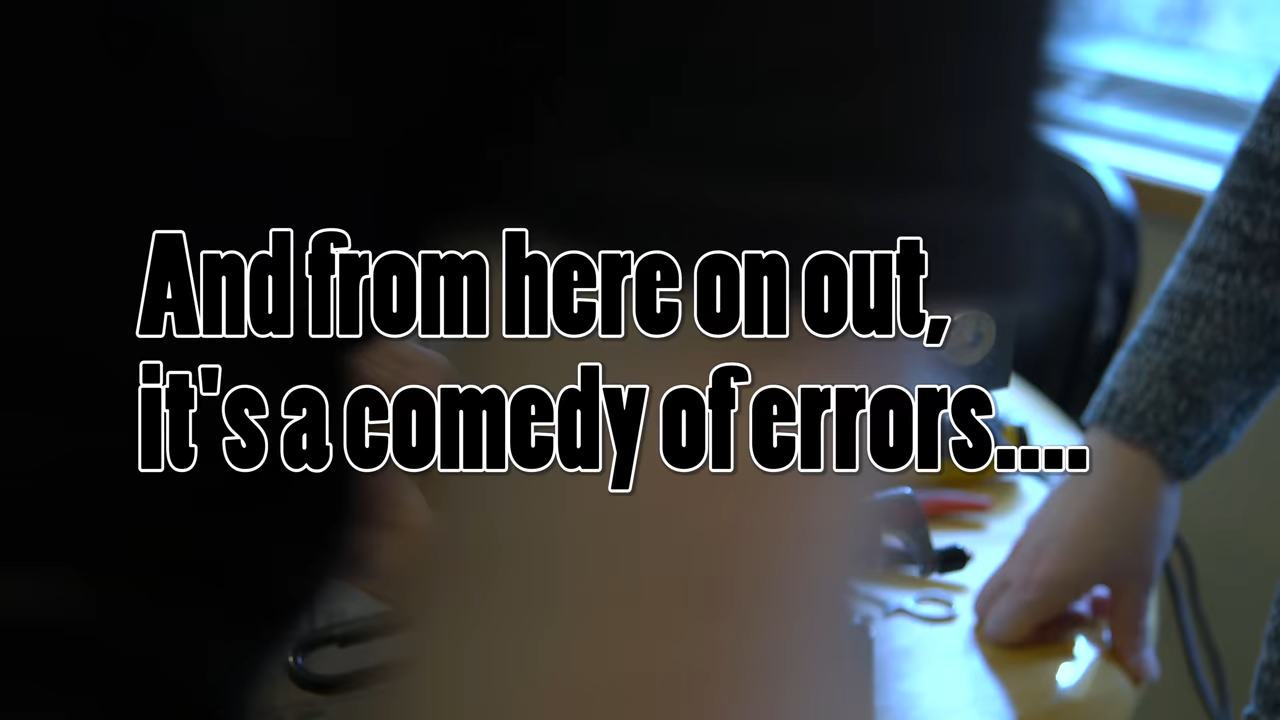 And from here on out,
it's a comedy of errors....